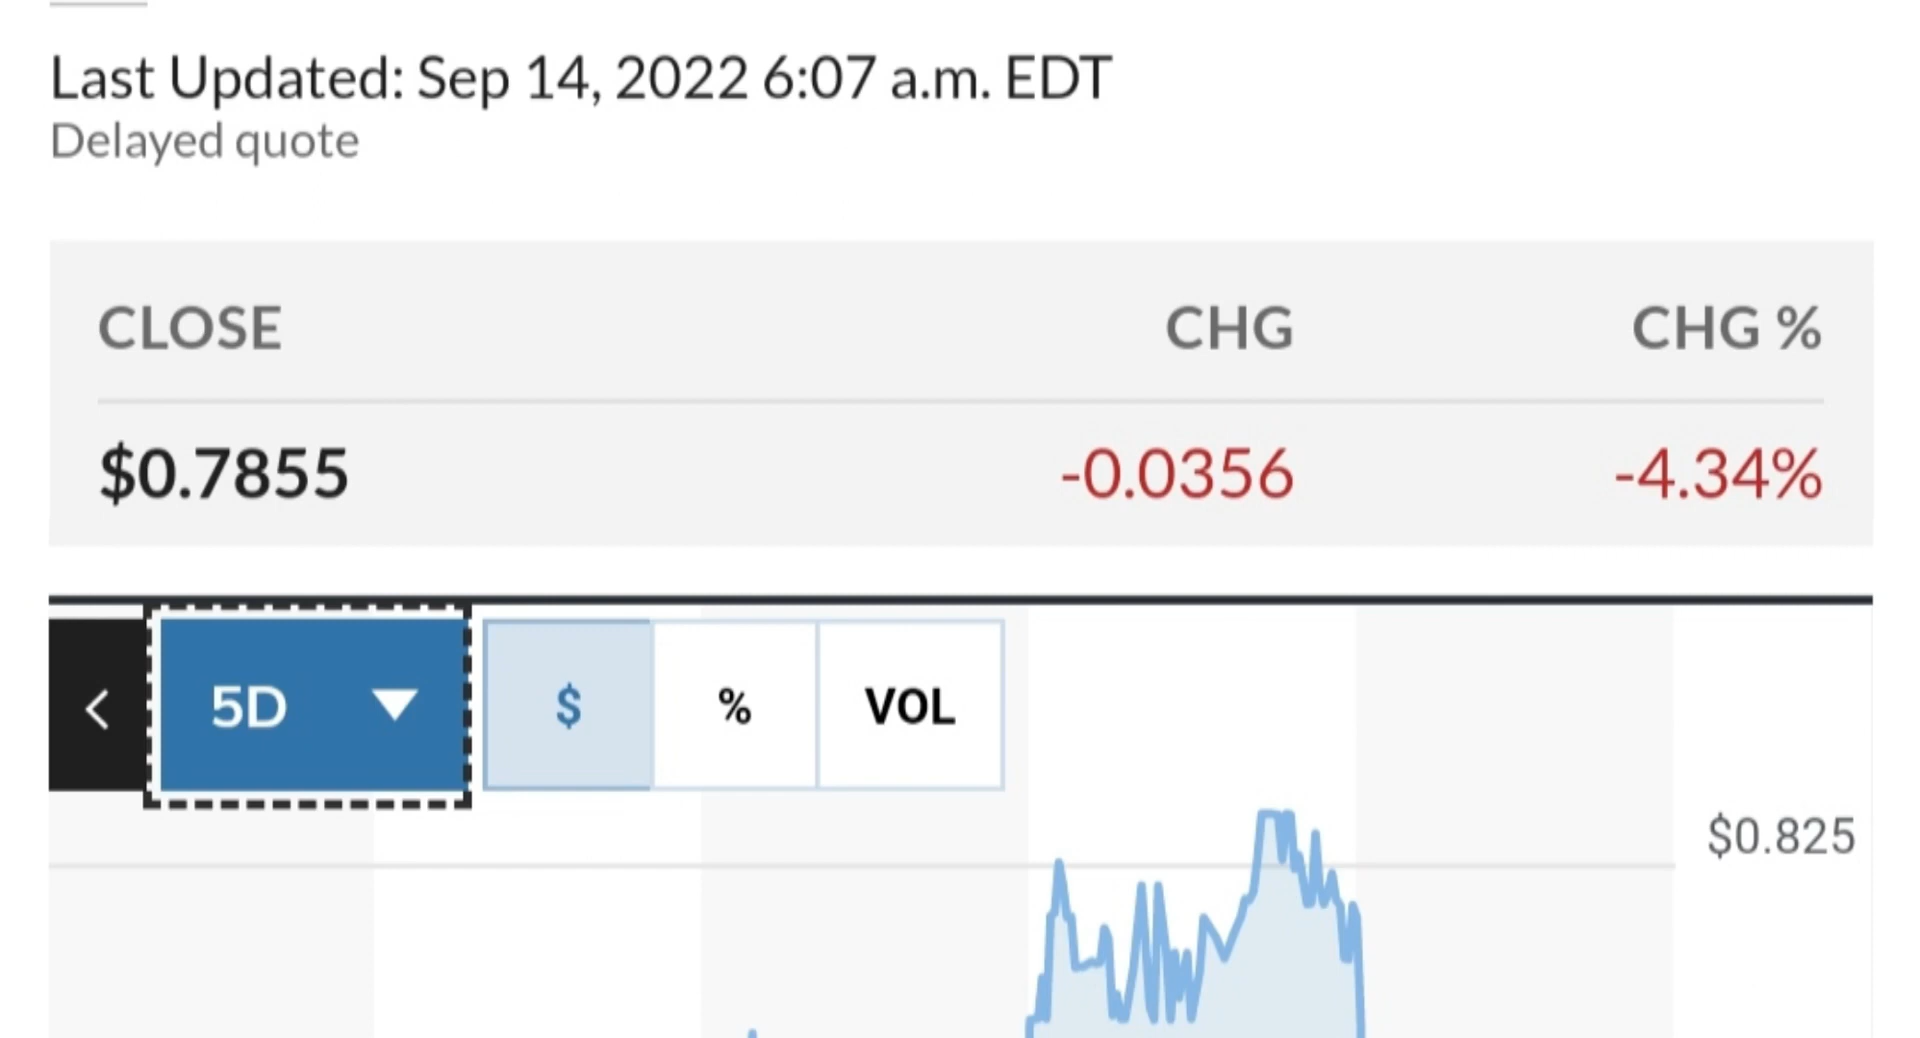 Last Updated: Sep 14, 2022 6:07 a.m. EDT
Delayed quote
CLOSE CHG CHG %
$0.7855 -0.0356 -4.34%
5D $ % VOL
$0.825